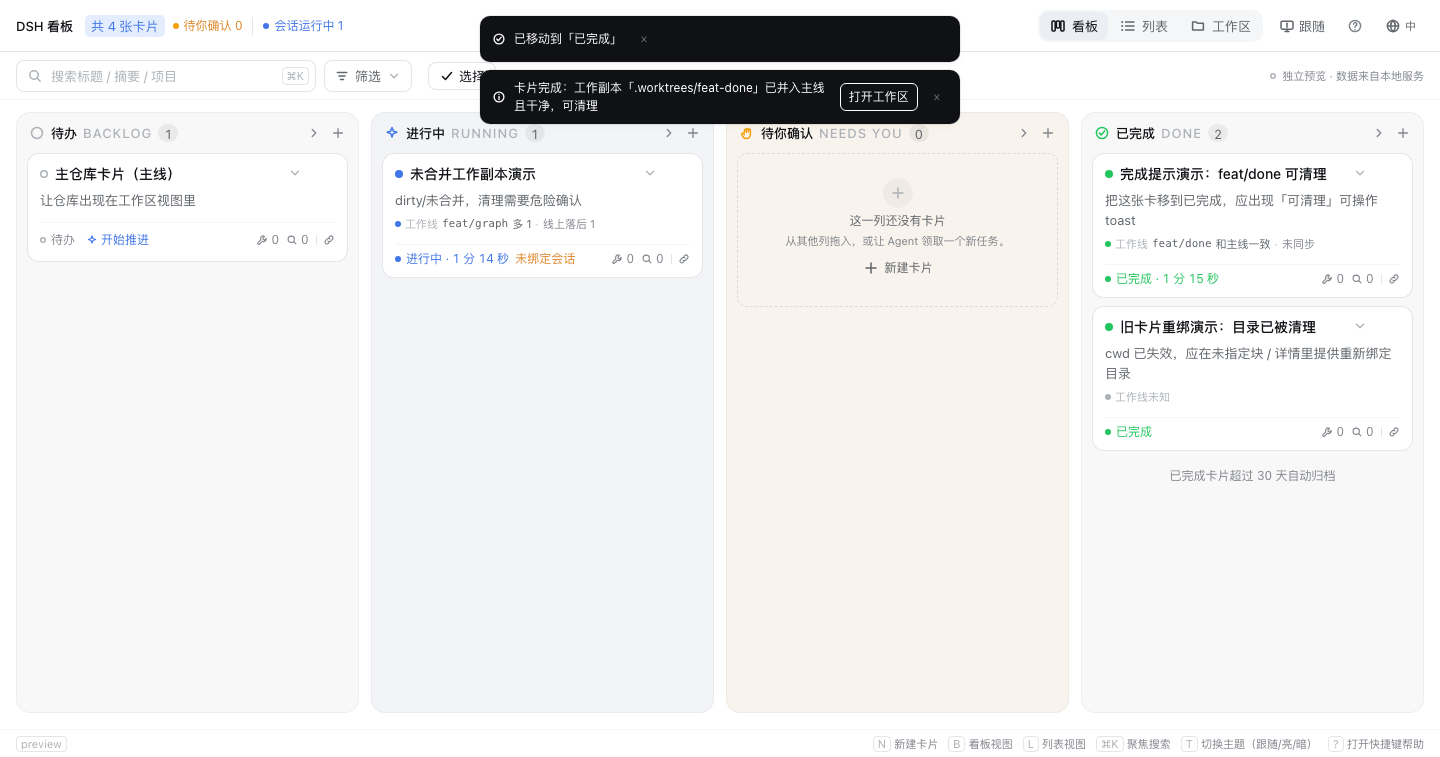 DSH 看板 共 4 张卡片 待你确认 0 会话运行中 1
看板 列表 工作区 跟随 中
已移动到「已完成」 ×
卡片完成：工作副本「.worktrees/feat-done」已并入主线
且干净，可清理
打开工作区 ×
搜索标题 / 摘要 / 项目 ⌘K 筛选 选择
独立预览 · 数据来自本地服务
待办 BACKLOG 1
主仓库卡片（主线）
让仓库出现在工作区视图里
待办 开始推进 0 0
进行中 RUNNING 1
未合并工作副本演示
dirty/未合并，清理需要危险确认
工作线 feat/graph 多 1 · 线上落后 1
进行中 · 1 分 14 秒 未绑定会话 0 0
待你确认 NEEDS YOU 0
这一列还没有卡片
从其他列拖入，或让 Agent 领取一个新任务。
新建卡片
已完成 DONE 2
完成提示演示：feat/done 可清理
把这张卡移到已完成，应出现「可清理」可操作
toast
工作线 feat/done 和主线一致 · 未同步
已完成 · 1 分 15 秒 0 0
旧卡片重绑演示：目录已被清理
cwd 已失效，应在未指定块 / 详情里提供重新绑定
目录
工作线未知
已完成 0 0
已完成卡片超过 30 天自动归档
preview
N 新建卡片 B 看板视图 L 列表视图 ⌘K 聚焦搜索 T 切换主题（跟随/亮/暗） ? 打开快捷键帮助